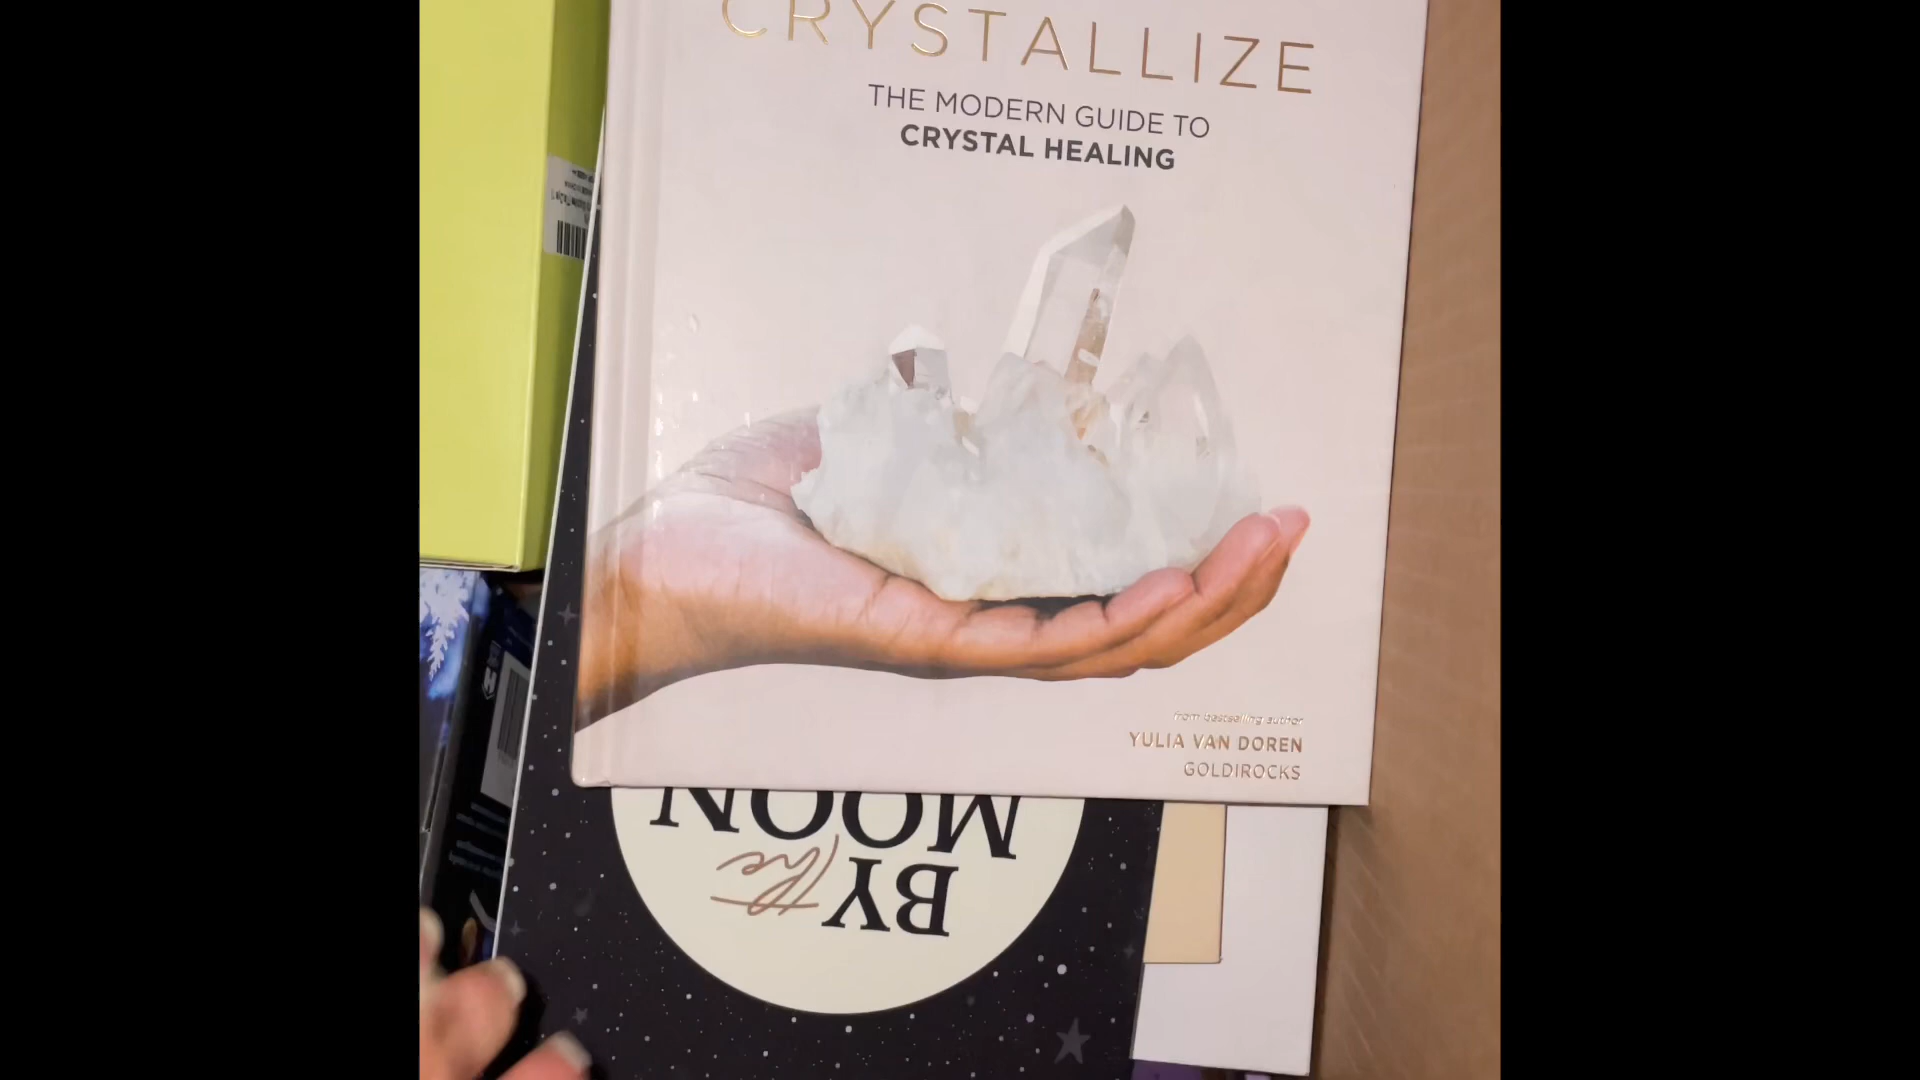 CRYSTALLIZE
THE MODERN GUIDE TO
CRYSTAL HEALING
from bestselling author
YULIA VAN DOREN
GOLDIROCKS
BY the
MOON